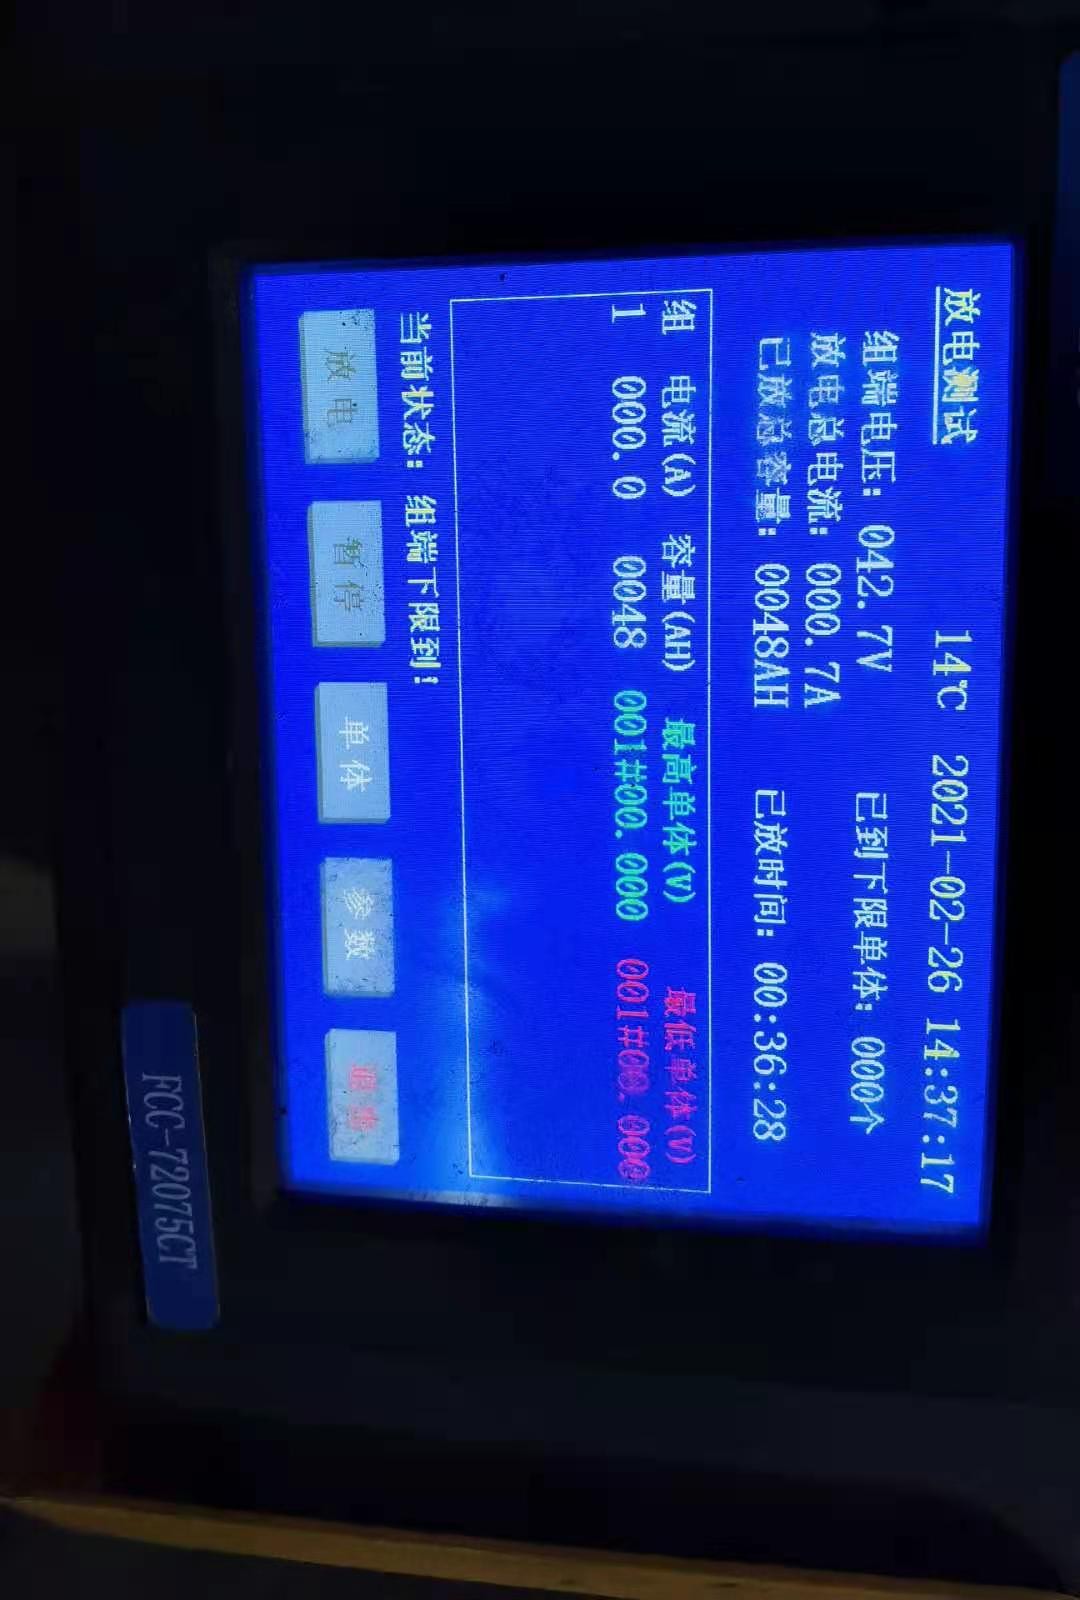 放电测试 14℃ 2021-02-26 14:37:17
组端电压: 042.7V 已到下限单体: 000个
放电总电流: 000.7A
已放总容量: 0048AH 已放时间: 00:36:28
组 电流(A) 容量(AH) 最高单体(V) 最低单体(V)
1 000.0 0048 001#00.000 001#00.000
当前状态: 组端下限到!
放电 暂停 单体 参数 退出
FCC-72075CT